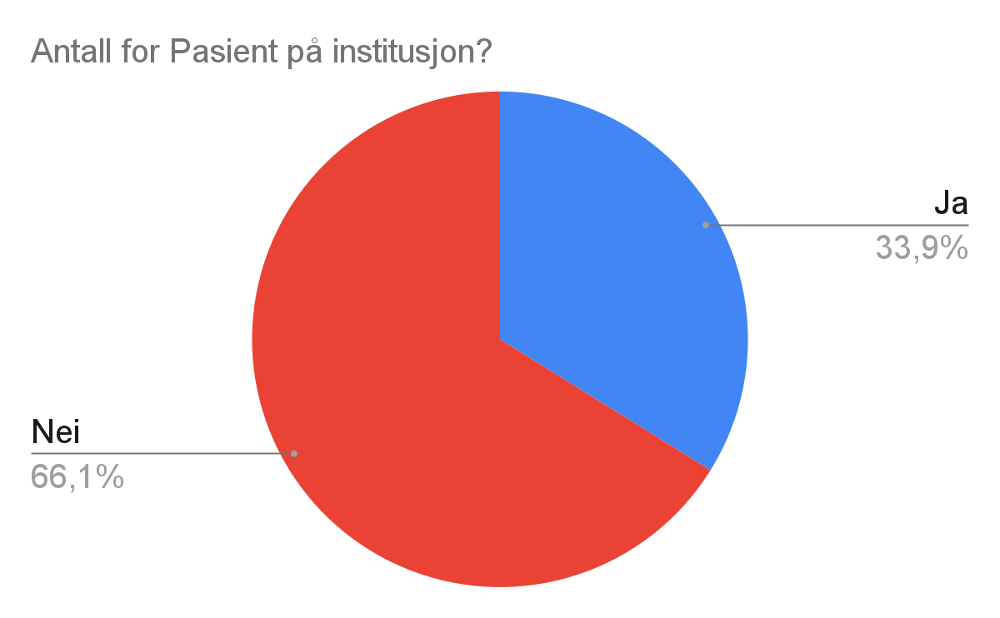 Antall for Pasient på institusjon?
Ja
33,9%
Nei
66,1%